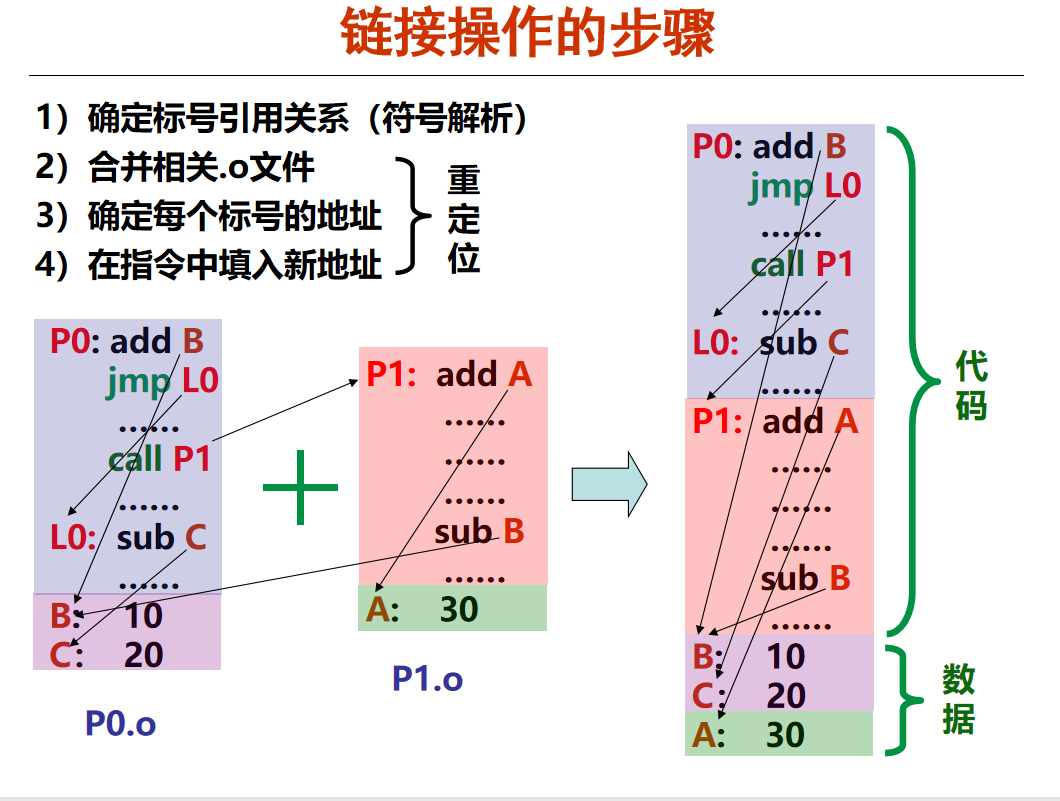 链接操作的步骤
1）确定标号引用关系（符号解析）
2）合并相关.o文件
3）确定每个标号的地址
4）在指令中填入新地址
重定位
P0: add B
jmp L0
……
call P1
……
L0: sub C
……
B: 10
C: 20
P0.o
P1: add A
……
……
……
sub B
……
A: 30
P1.o
P0: add B
jmp L0
……
call P1
……
L0: sub C
……
P1: add A
……
……
……
sub B
……
B: 10
C: 20
A: 30
代码
数据